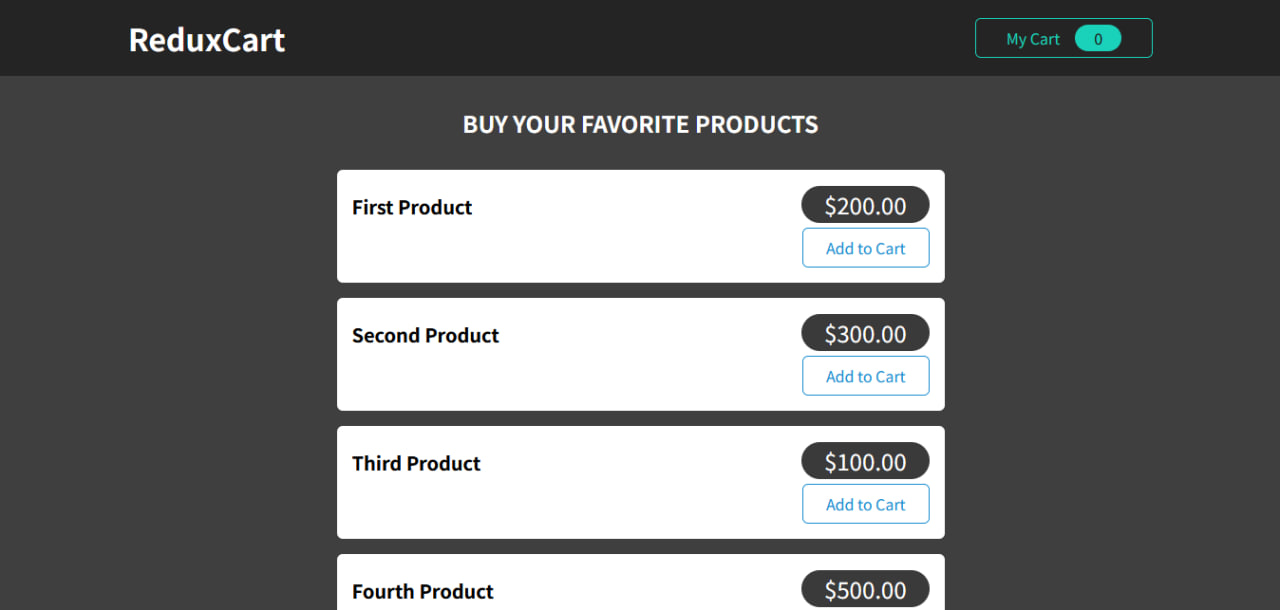 ReduxCart
My Cart 0
BUY YOUR FAVORITE PRODUCTS
First Product
$200.00
Add to Cart
Second Product
$300.00
Add to Cart
Third Product
$100.00
Add to Cart
Fourth Product
$500.00